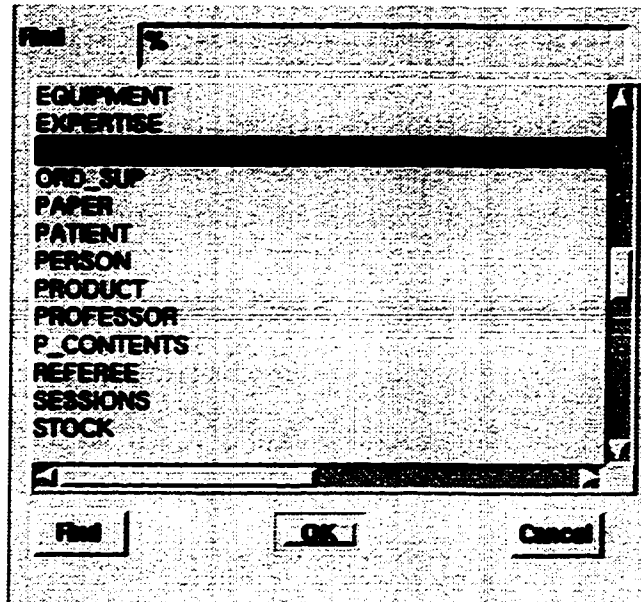 Find %
EQUIPMENT
EXPERTISE
ORD_SUP
PAPER
PATIENT
PERSON
PRODUCT
PROFESSOR
P_CONTENTS
REFEREE
SESSIONS
STOCK
Find OK Cancel